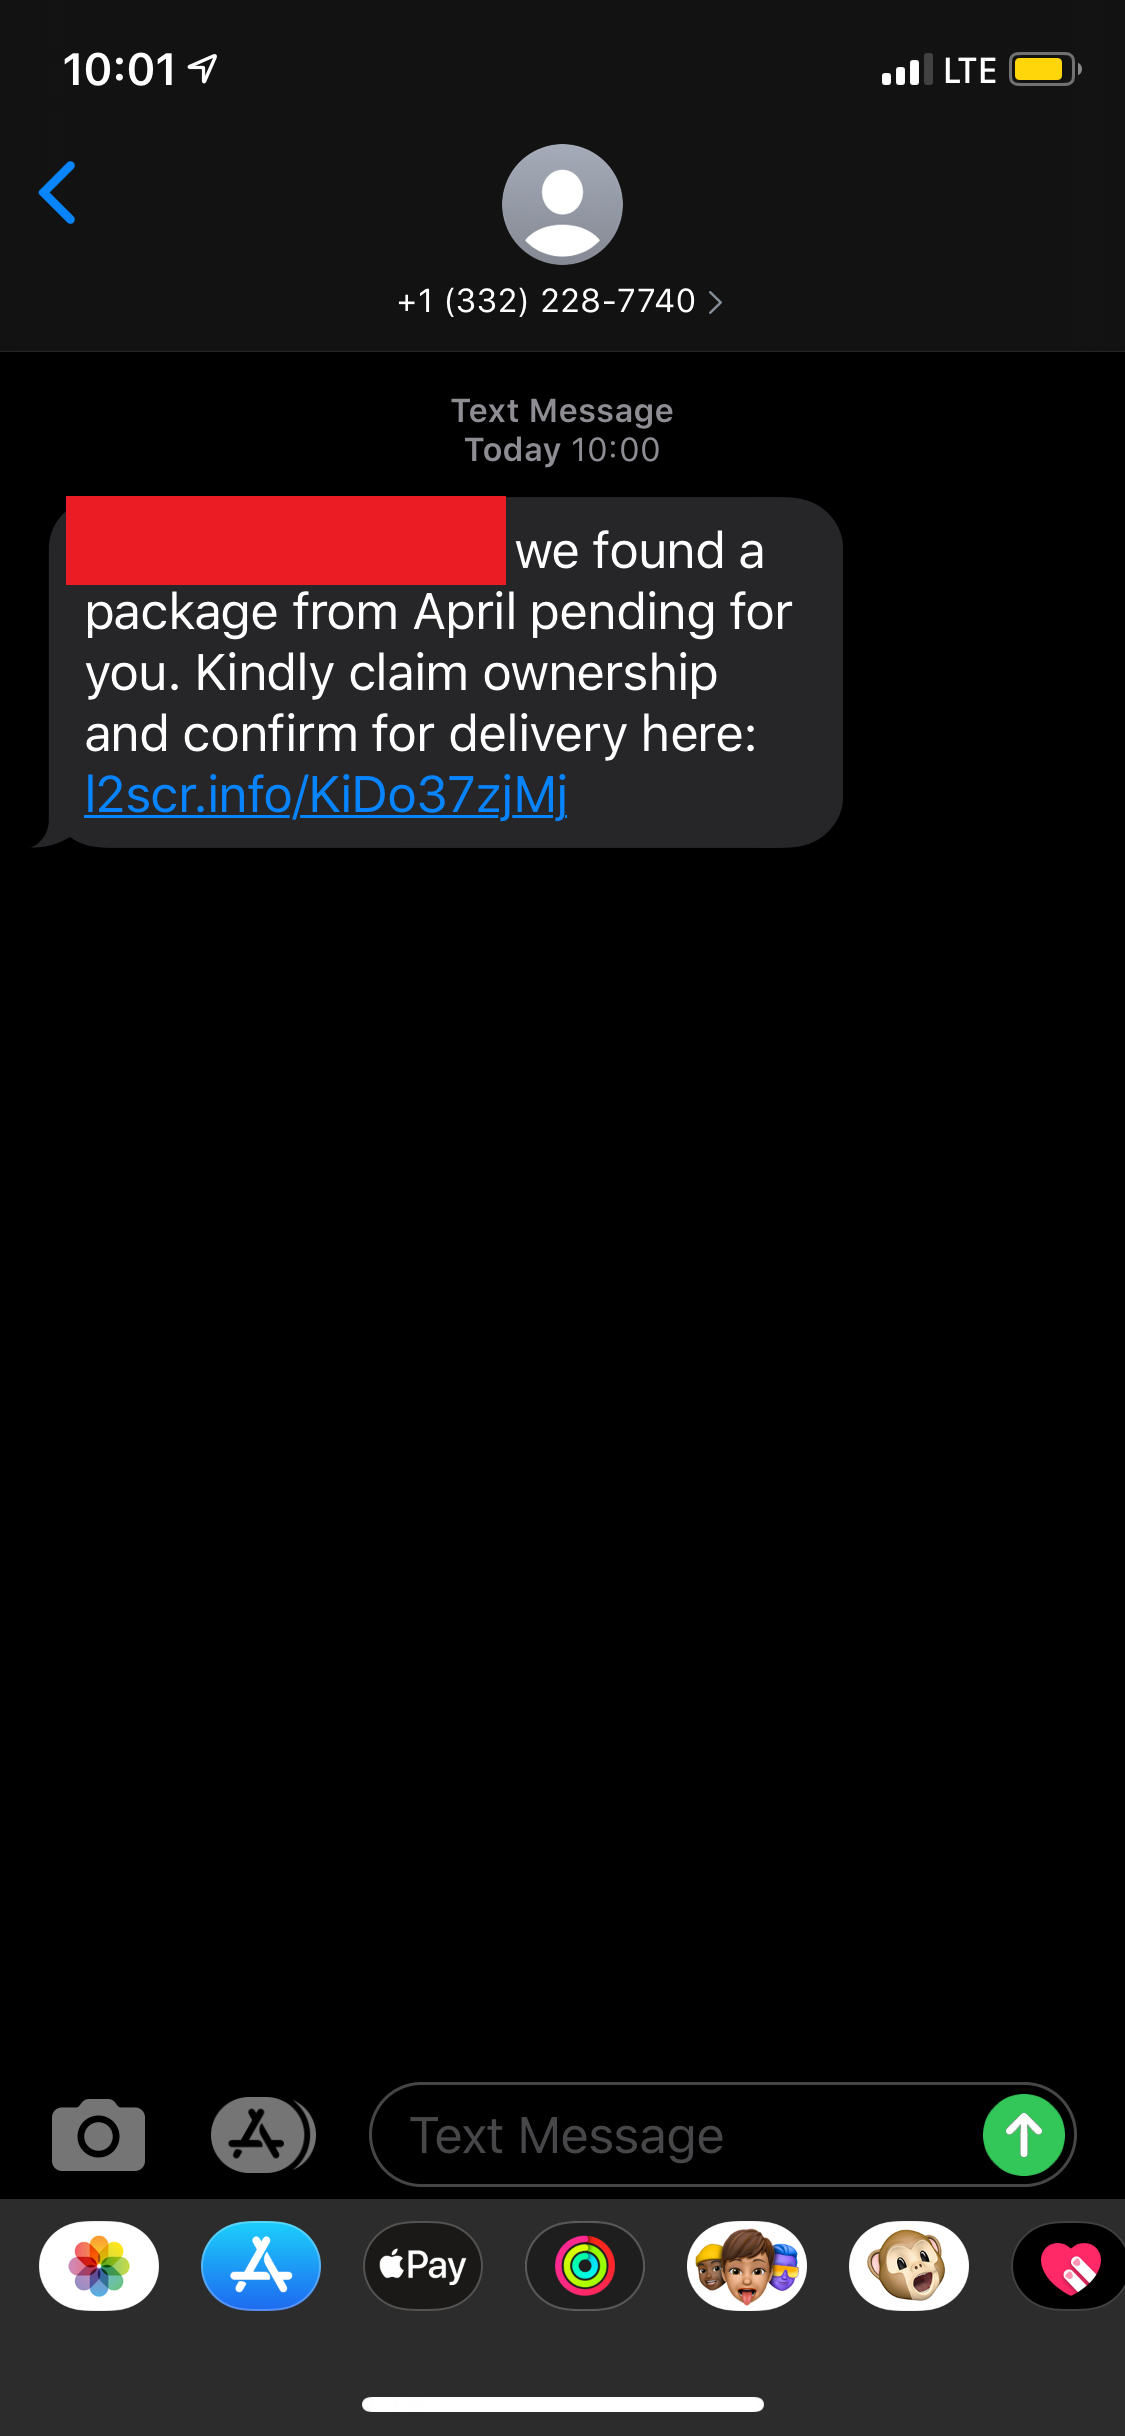 10:01
LTE
+1 (332) 228-7740
Text Message
Today 10:00
we found a
package from April pending for
you. Kindly claim ownership
and confirm for delivery here:
l2scr.info/KiDo37zjMj
Text Message
Pay